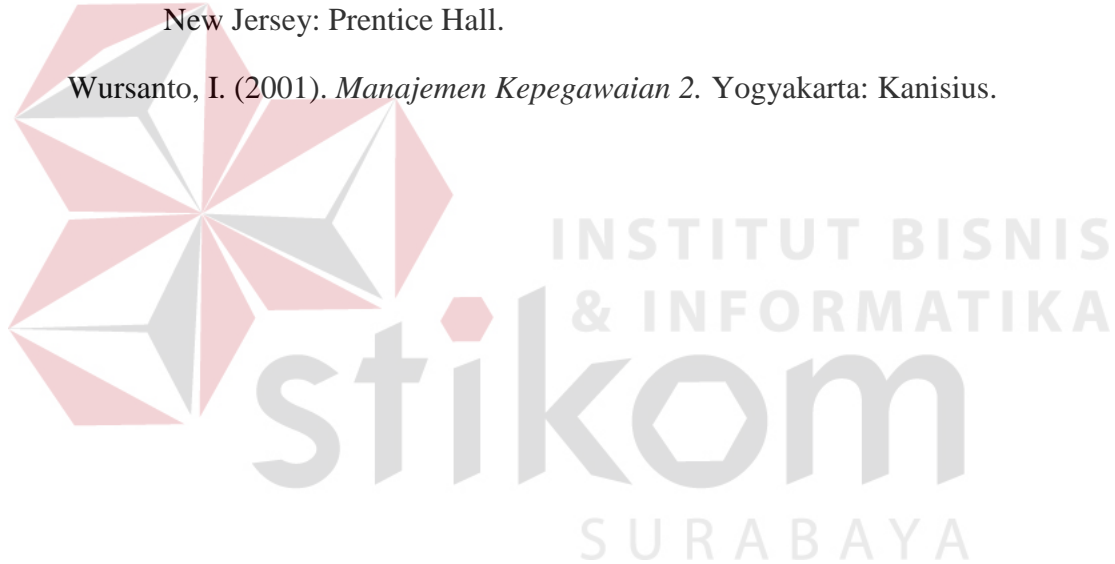 New Jersey: Prentice Hall.
Wursanto, I. (2001). Manajemen Kepegawaian 2. Yogyakarta: Kanisius.
INSTITUT BISNIS
& INFORMATIKA
stikom
SURABAYA